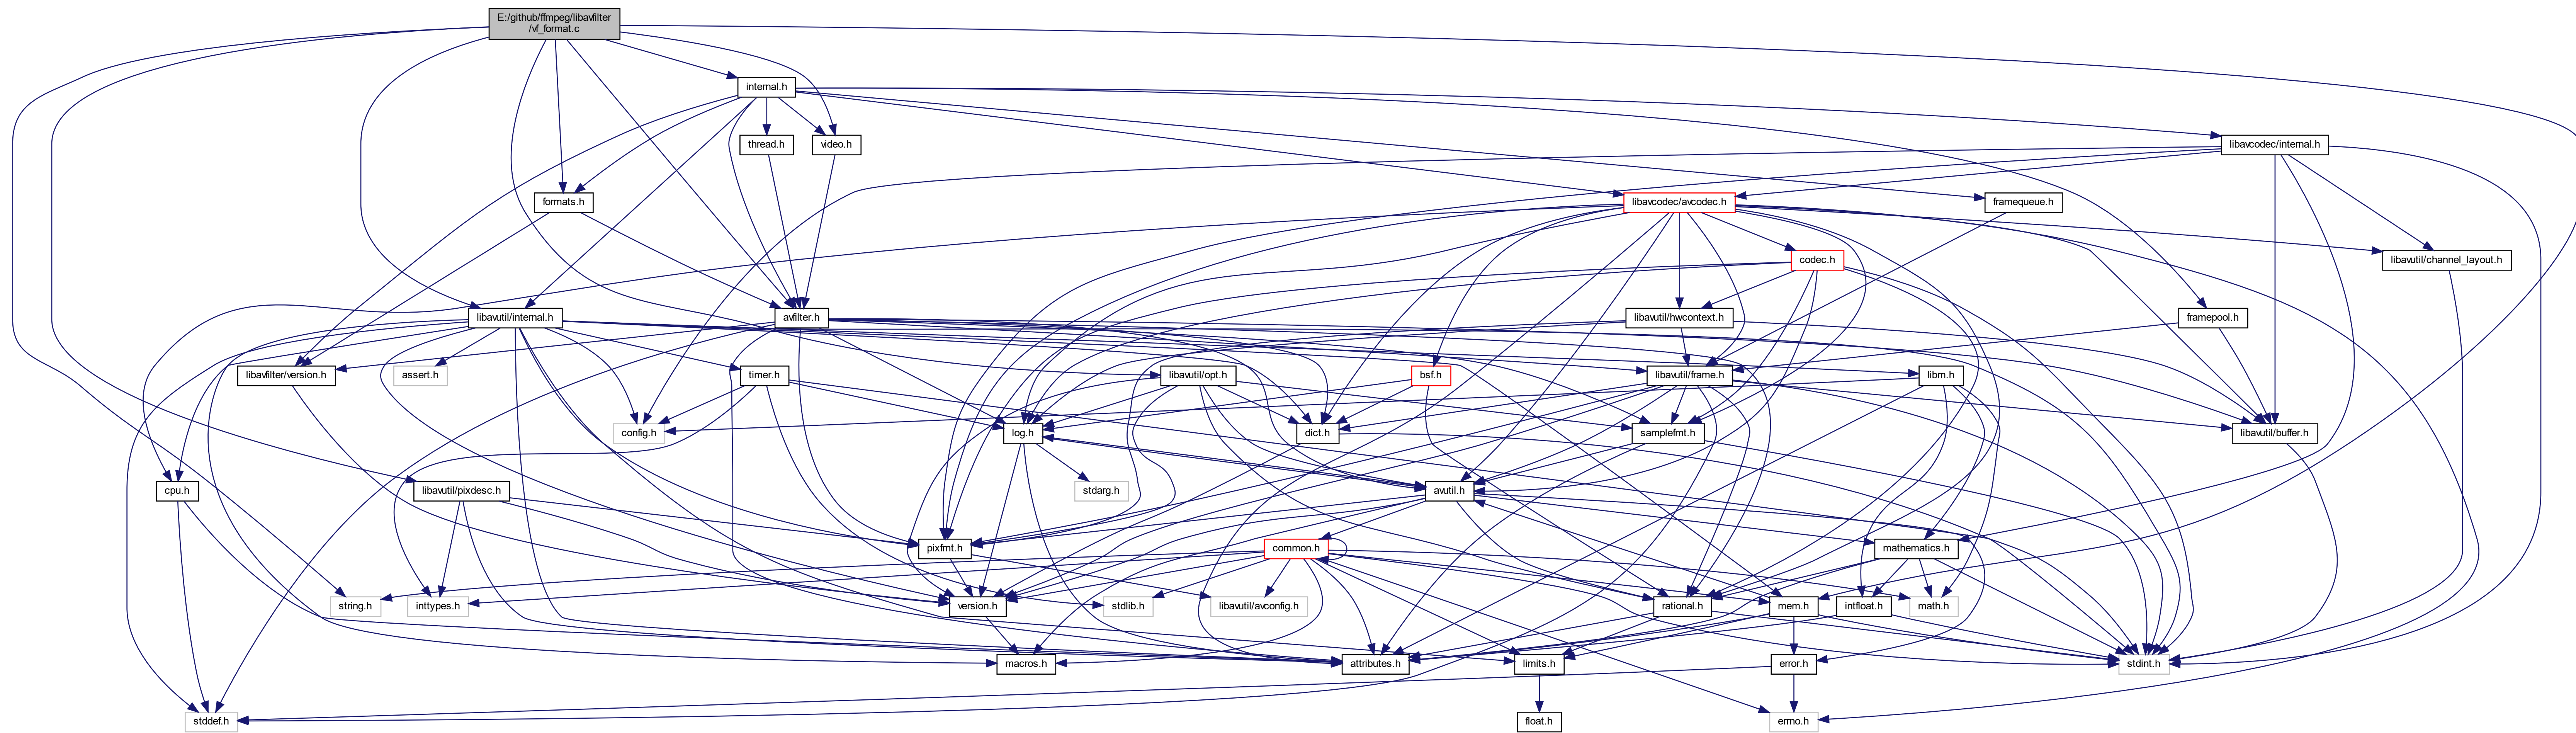 E:/github/ffmpeg/libavfilter
/vf_format.c
internal.h
thread.h
video.h
libavcodec/internal.h
formats.h
libavcodec/avcodec.h
framequeue.h
codec.h
libavutil/channel_layout.h
libavutil/internal.h
avfilter.h
libavutil/hwcontext.h
framepool.h
libavfilter/version.h
assert.h
timer.h
libavutil/opt.h
bsf.h
libavutil/frame.h
libm.h
config.h
log.h
dict.h
samplefmt.h
libavutil/buffer.h
cpu.h
libavutil/pixdesc.h
stdarg.h
avutil.h
pixfmt.h
common.h
mathematics.h
string.h
inttypes.h
version.h
stdlib.h
libavutil/avconfig.h
rational.h
mem.h
intfloat.h
math.h
macros.h
attributes.h
limits.h
error.h
stdint.h
stddef.h
float.h
errno.h